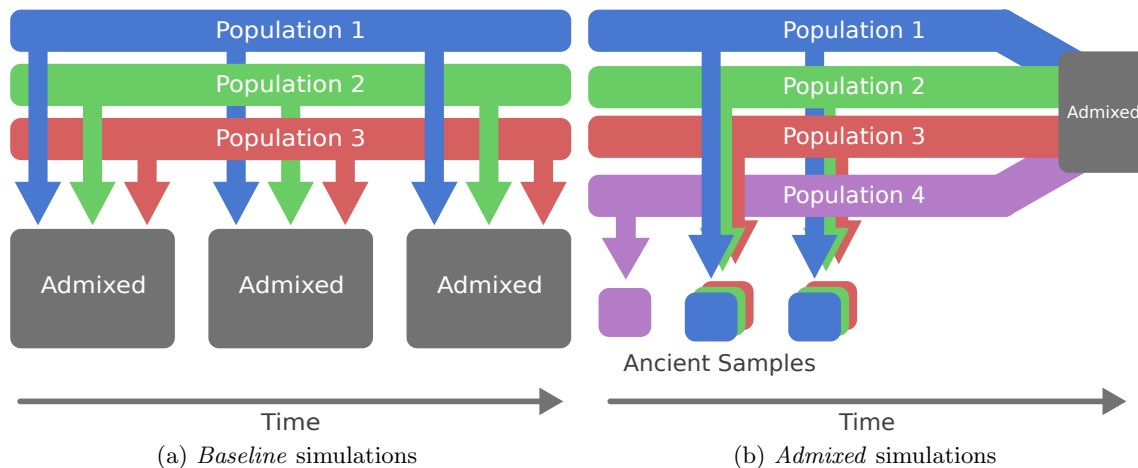 Population 1
Population 2
Population 3
Admixed Admixed Admixed
Time
(a) Baseline simulations
Population 1
Population 2
Population 3
Population 4
Admixed
Ancient Samples
Time
(b) Admixed simulations